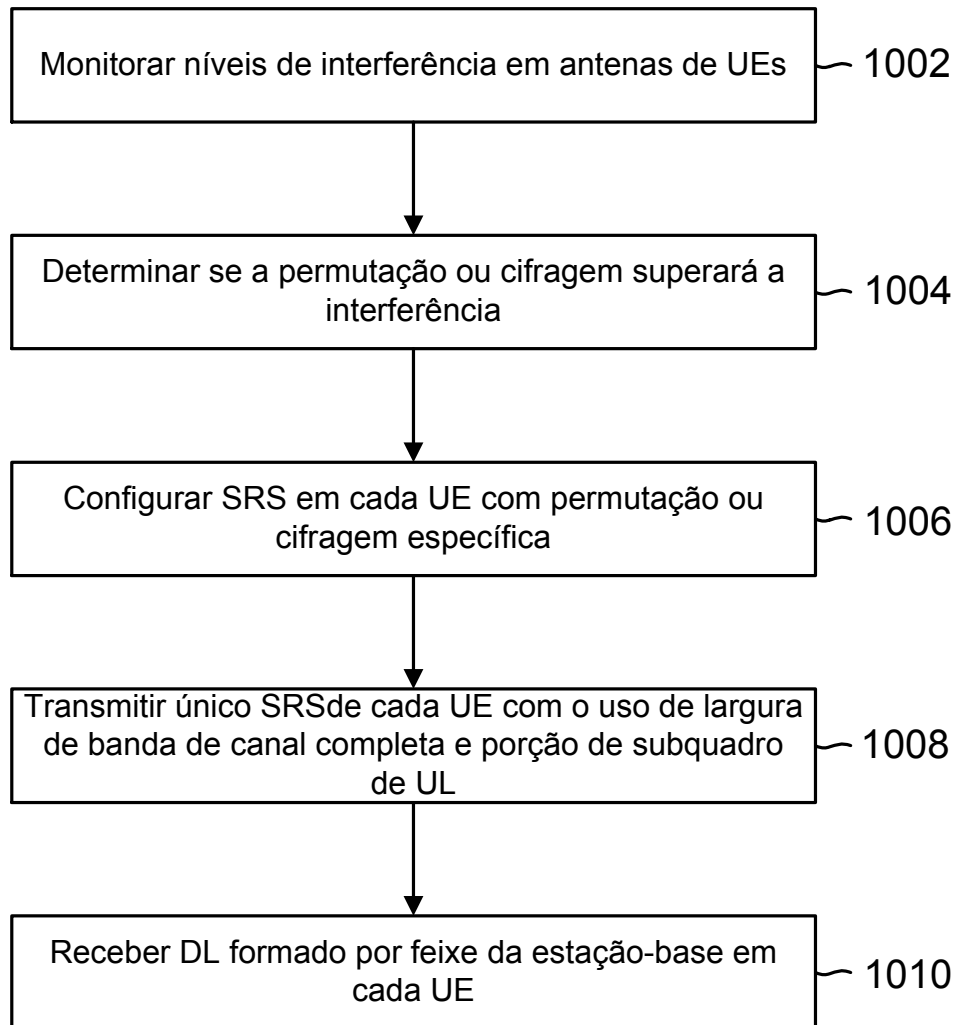 Monitorar níveis de interferência em antenas de UEs
1002
Determinar se a permutação ou cifragem superará a
interferência
1004
Configurar SRS em cada UE com permutação ou
cifragem específica
1006
Transmitir único SRSde cada UE com o uso de largura
de banda de canal completa e porção de subquadro
de UL
1008
Receber DL formado por feixe da estação-base em
cada UE
1010